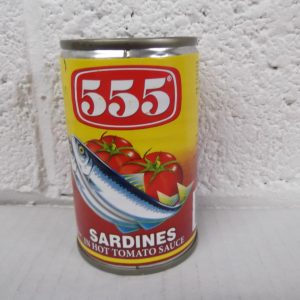 555®
SARDINES
IN HOT TOMATO SAUCE